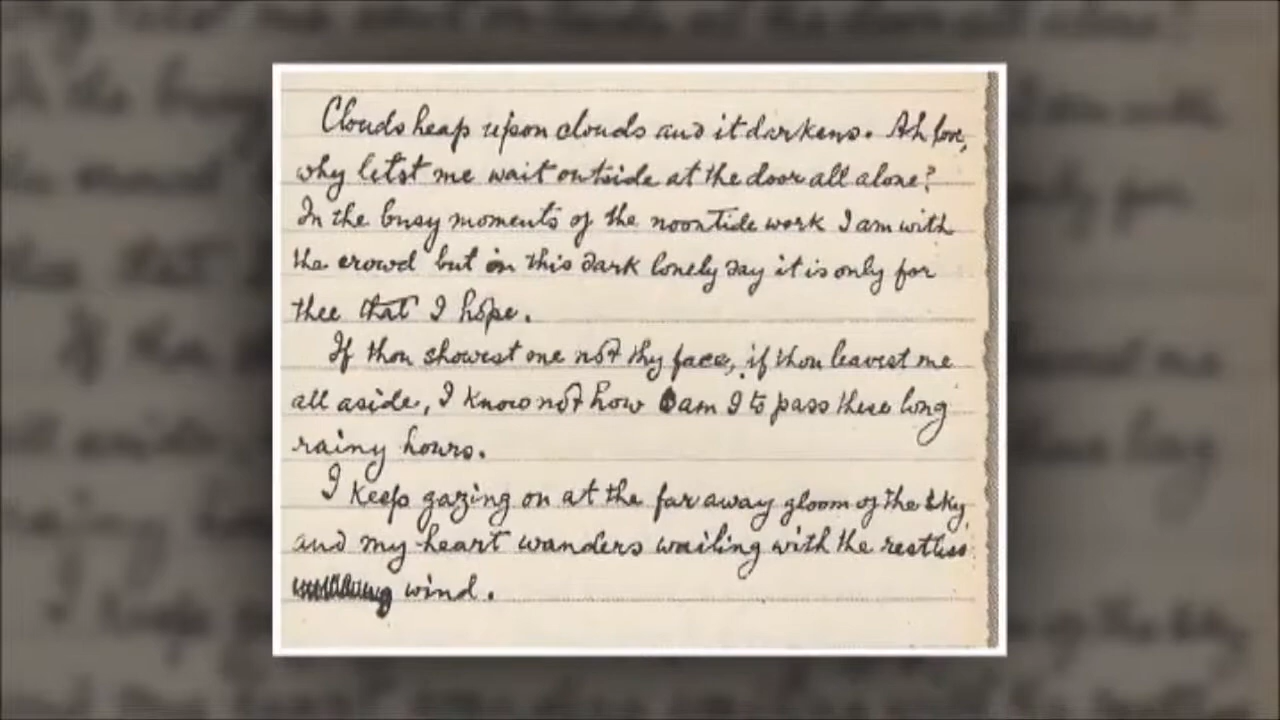 Clouds heap upon clouds and it darkens. Ah love,
why letst me wait outside at the door all alone?
In the busy moments of the noontide work I am with
the crowd but on this dark lonely day it is only for
thee that I hope.
If thou showest me not thy face, if thou leavest me
all aside, I know not how am I to pass these long
rainy hours.
I keep gazing on at the far away gloom of the sky
and my heart wanders wailing with the restless
wind.